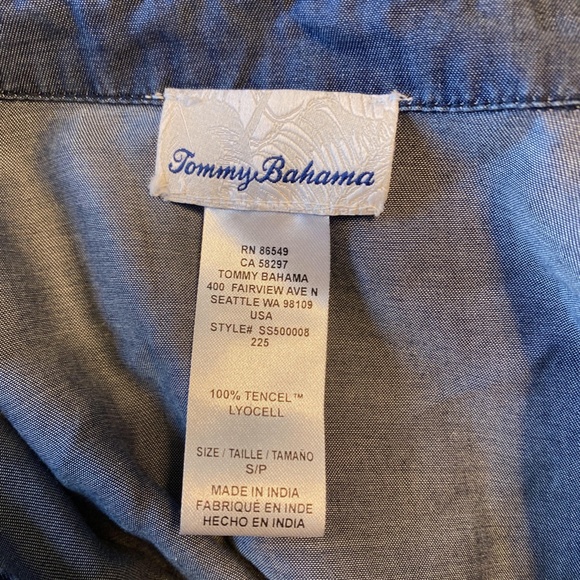 Tommy Bahama
RN 86549
CA 58297
TOMMY BAHAMA
400 FAIRVIEW AVE N
SEATTLE WA 98109
USA
STYLE# SS500008
225
100% TENCEL™
LYOCELL
SIZE / TAILLE / TAMAÑO
S/P
MADE IN INDIA
FABRIQUÉ EN INDE
HECHO EN INDIA